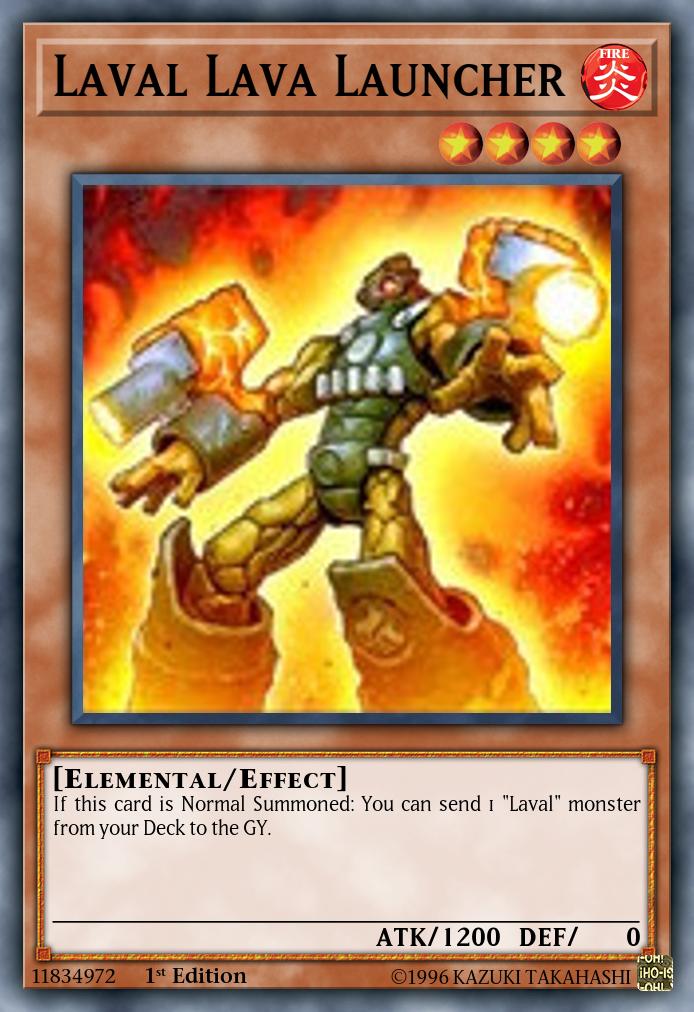 Laval Lava Launcher
FIRE
炎
[Elemental/Effect]
If this card is Normal Summoned: You can send 1 "Laval" monster
from your Deck to the GY.
ATK/1200 DEF/ 0
11834972 1st Edition ©1996 KAZUKI TAKAHASHI